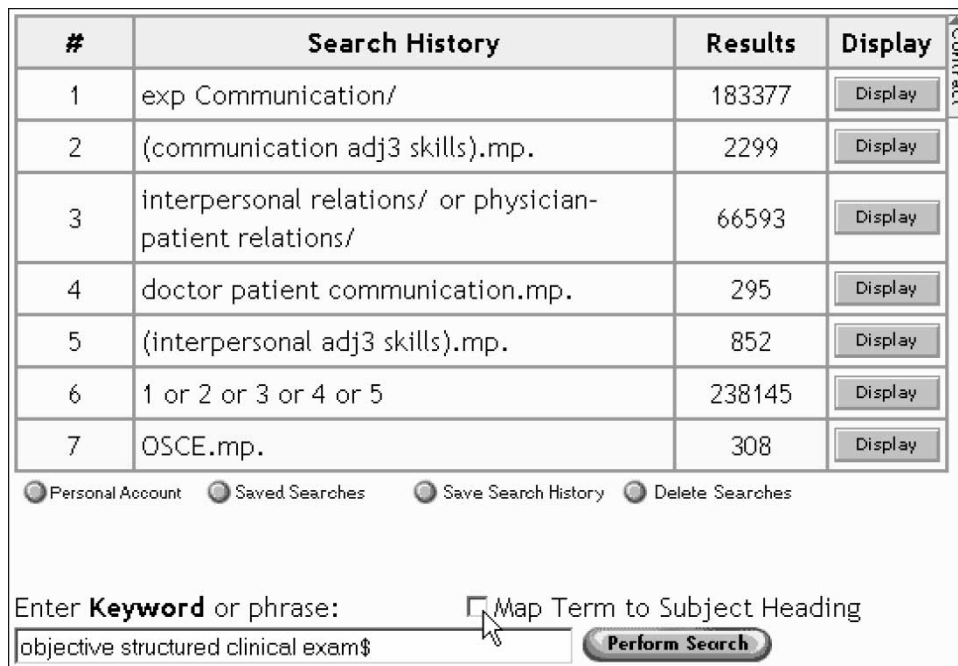 # Search History Results Display
Contract
1 exp Communication/ 183377 Display
2 (communication adj3 skills).mp. 2299 Display
3 interpersonal relations/ or physician-
patient relations/ 66593 Display
4 doctor patient communication.mp. 295 Display
5 (interpersonal adj3 skills).mp. 852 Display
6 1 or 2 or 3 or 4 or 5 238145 Display
7 OSCE.mp. 308 Display
Personal Account Saved Searches Save Search History Delete Searches
Enter Keyword or phrase: Map Term to Subject Heading
objective structured clinical exam$ Perform Search